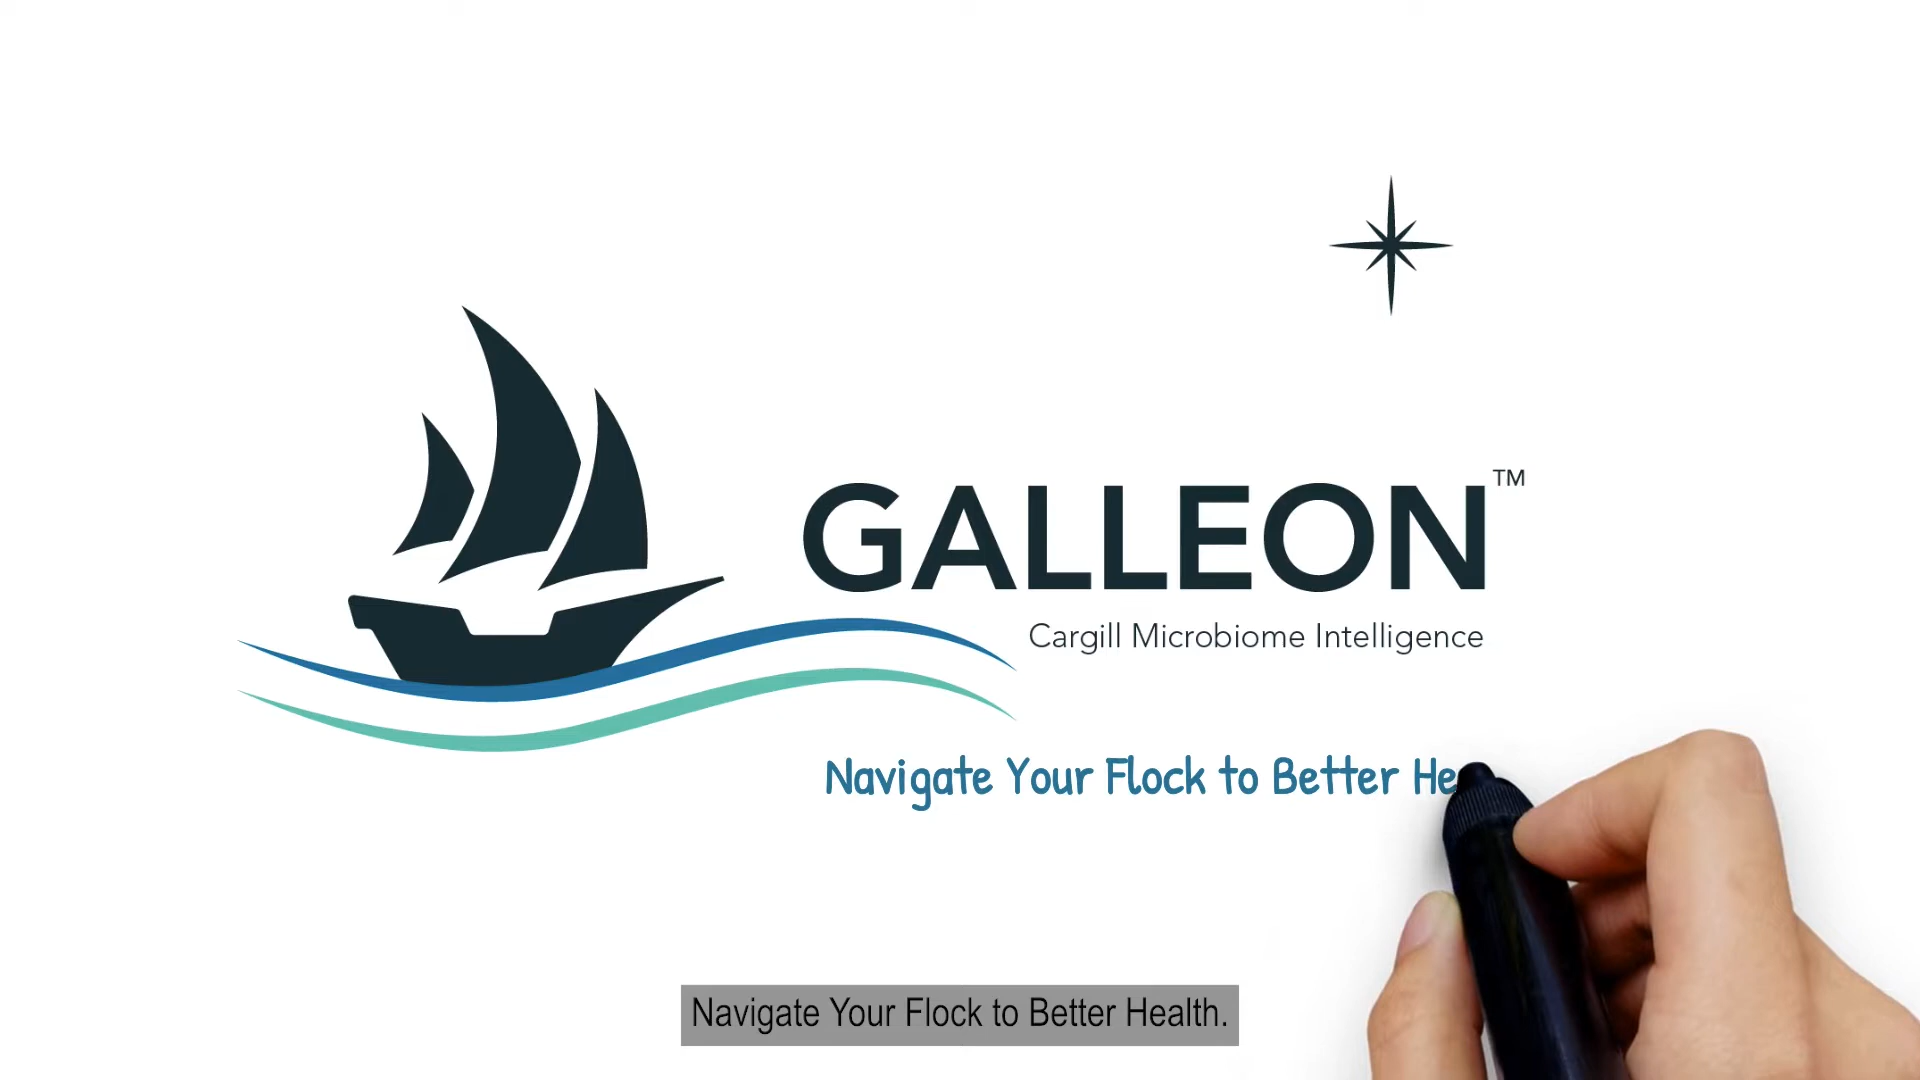 GALLEON™
Cargill Microbiome Intelligence
Navigate Your Flock to Better He
Navigate Your Flock to Better Health.